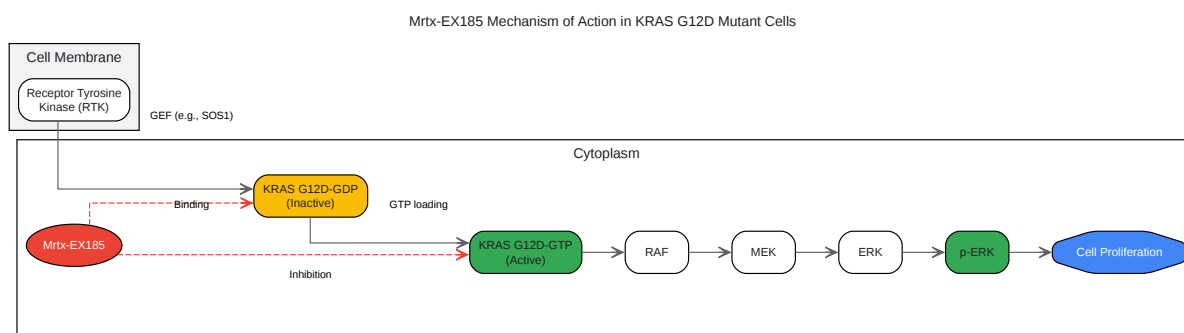 Mrtx-EX185 Mechanism of Action in KRAS G12D Mutant Cells
Cell Membrane
Receptor Tyrosine
Kinase (RTK)
GEF (e.g., SOS1)
Cytoplasm
KRAS G12D-GDP
(Inactive)
Binding
GTP loading
Mrtx-EX185
KRAS G12D-GTP
(Active)
RAF
MEK
ERK
p-ERK
Cell Proliferation
Inhibition